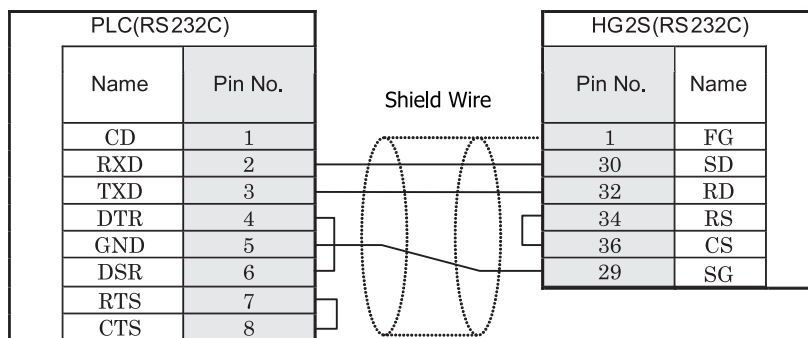 PLC(RS232C)
HG2S(RS232C)
Name Pin No.
Shield Wire
Pin No. Name
CD 1
1 FG
RXD 2
30 SD
TXD 3
32 RD
DTR 4
34 RS
GND 5
36 CS
DSR 6
29 SG
RTS 7
CTS 8